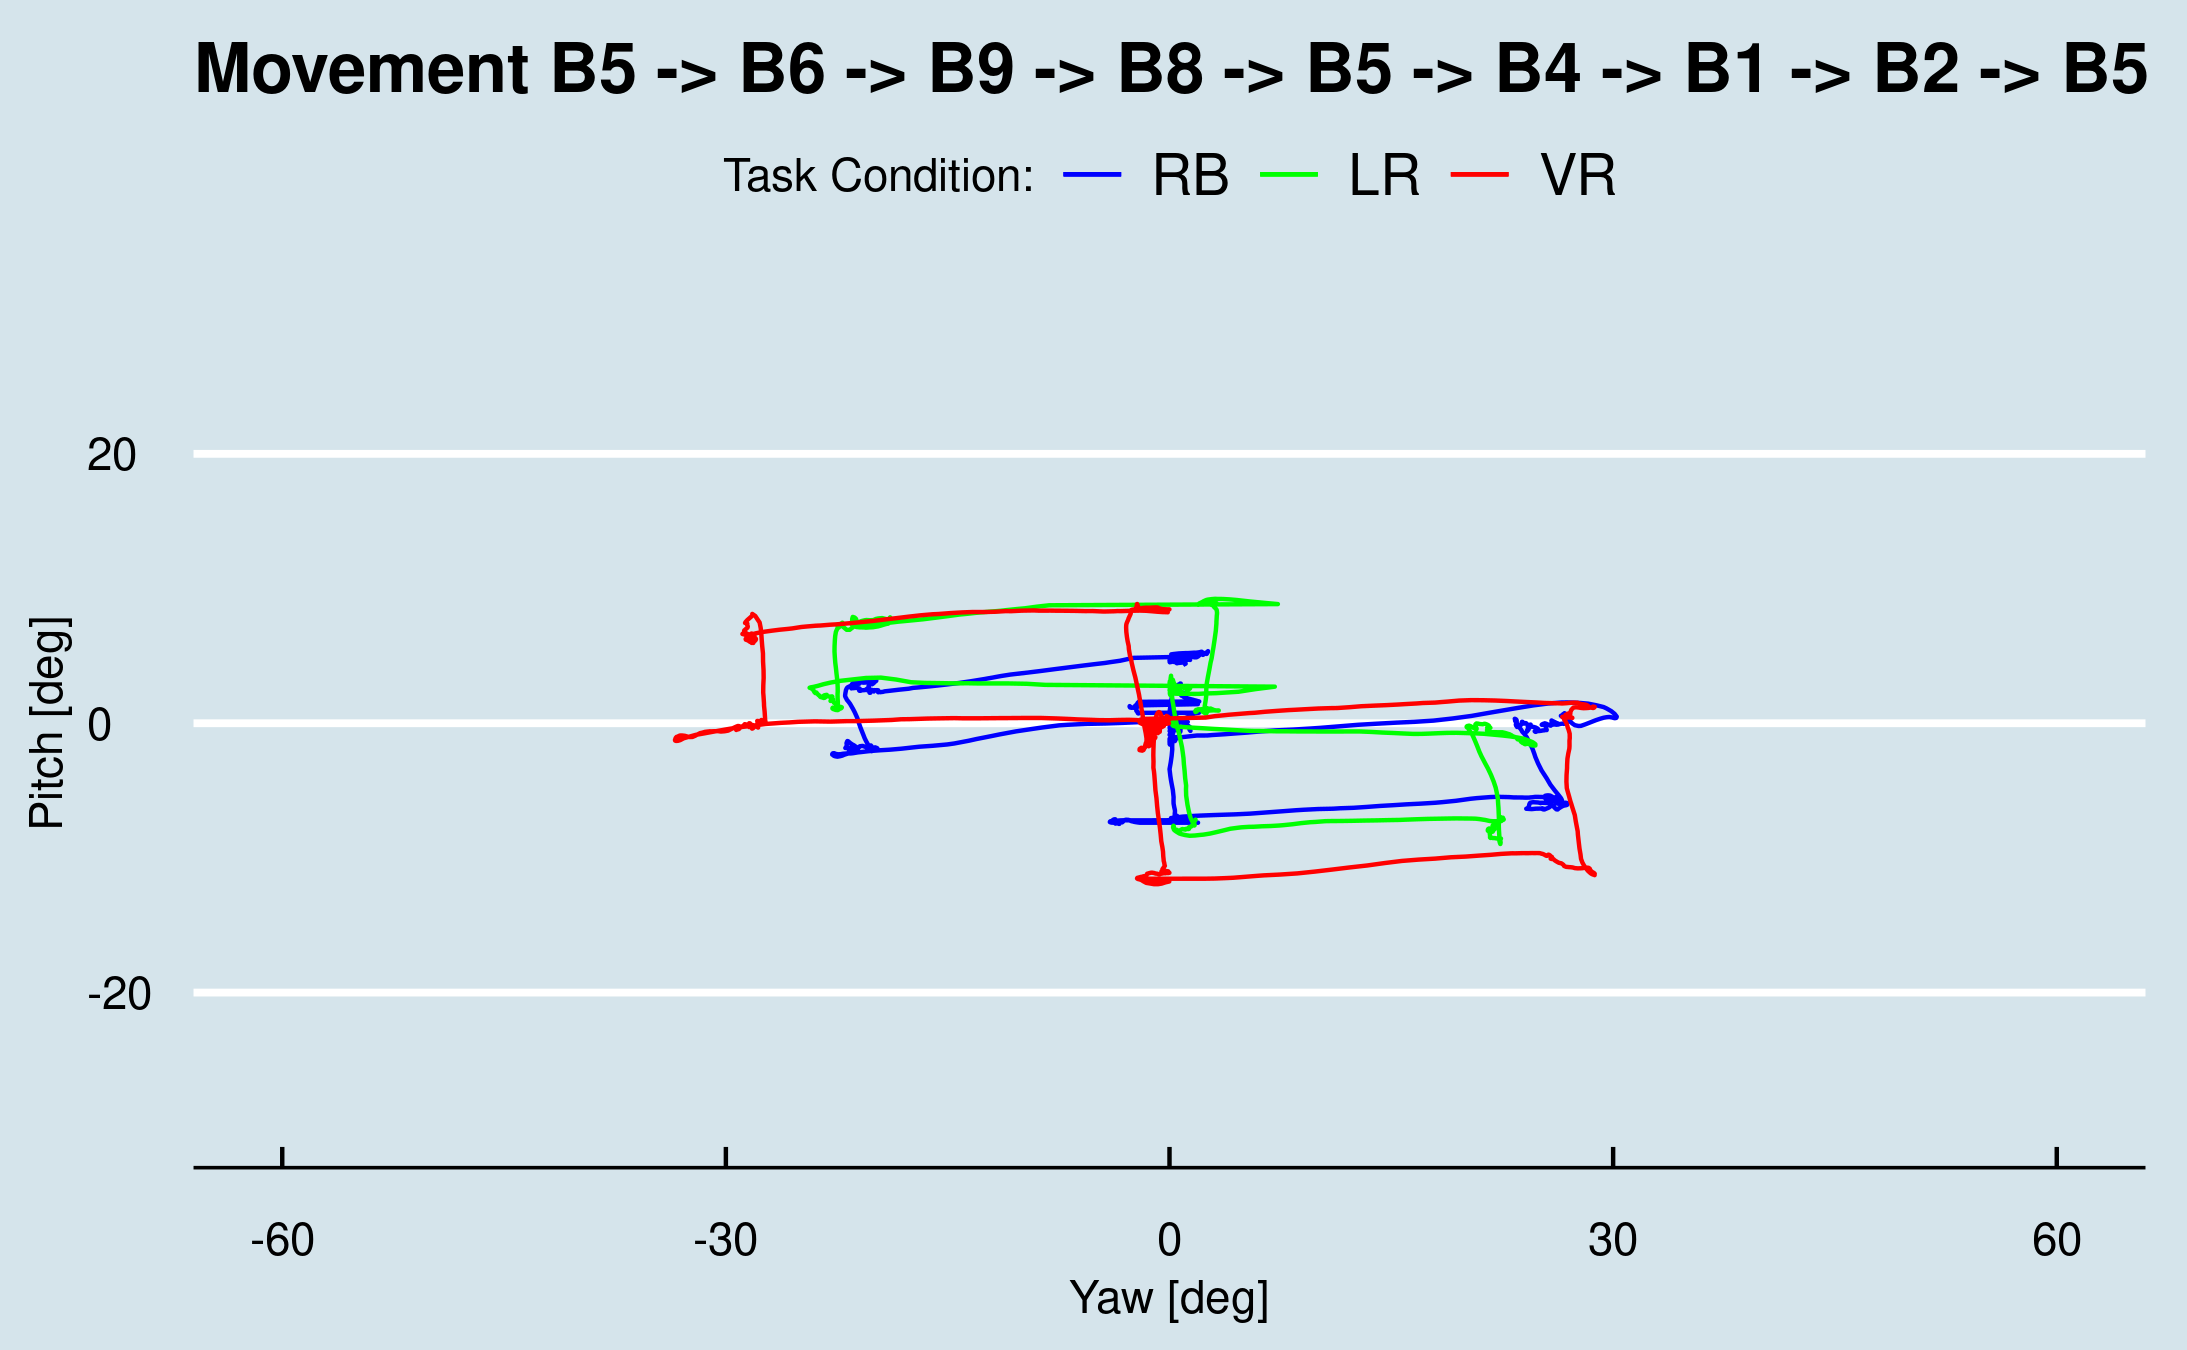 Movement B5 -> B6 -> B9 -> B8 -> B5 -> B4 -> B1 -> B2 -> B5
Task Condition: RB LR VR
20
0
-20
Pitch [deg]
-60 -30 0 30 60
Yaw [deg]